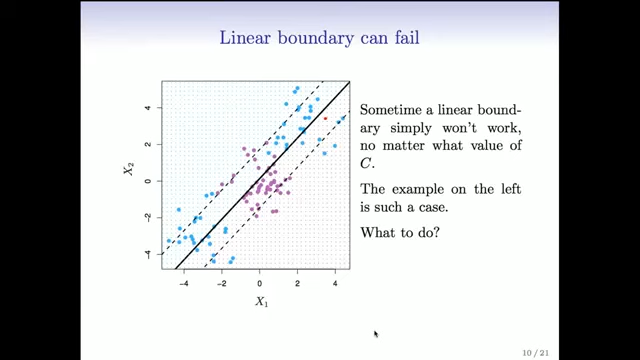 Linear boundary can fail
Sometime a linear bound-
ary simply won't work,
no matter what value of
C.
The example on the left
is such a case.
What to do?
X₂
4
2
0
−2
−4
−4 −2 0 2 4
X₁
10 / 21